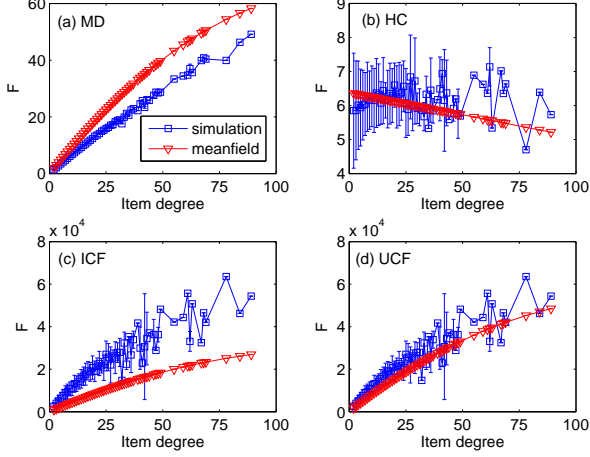 (a) MD
F
60
40
20
0
0 25 50 75 100
Item degree
simulation
meanfield
(b) HC
F
9
8
7
6
5
4
0 25 50 75 100
Item degree
(c) ICF
x 10^4
F
8
6
4
2
0
0 25 50 75 100
Item degree
(d) UCF
x 10^4
F
8
6
4
2
0
0 25 50 75 100
Item degree